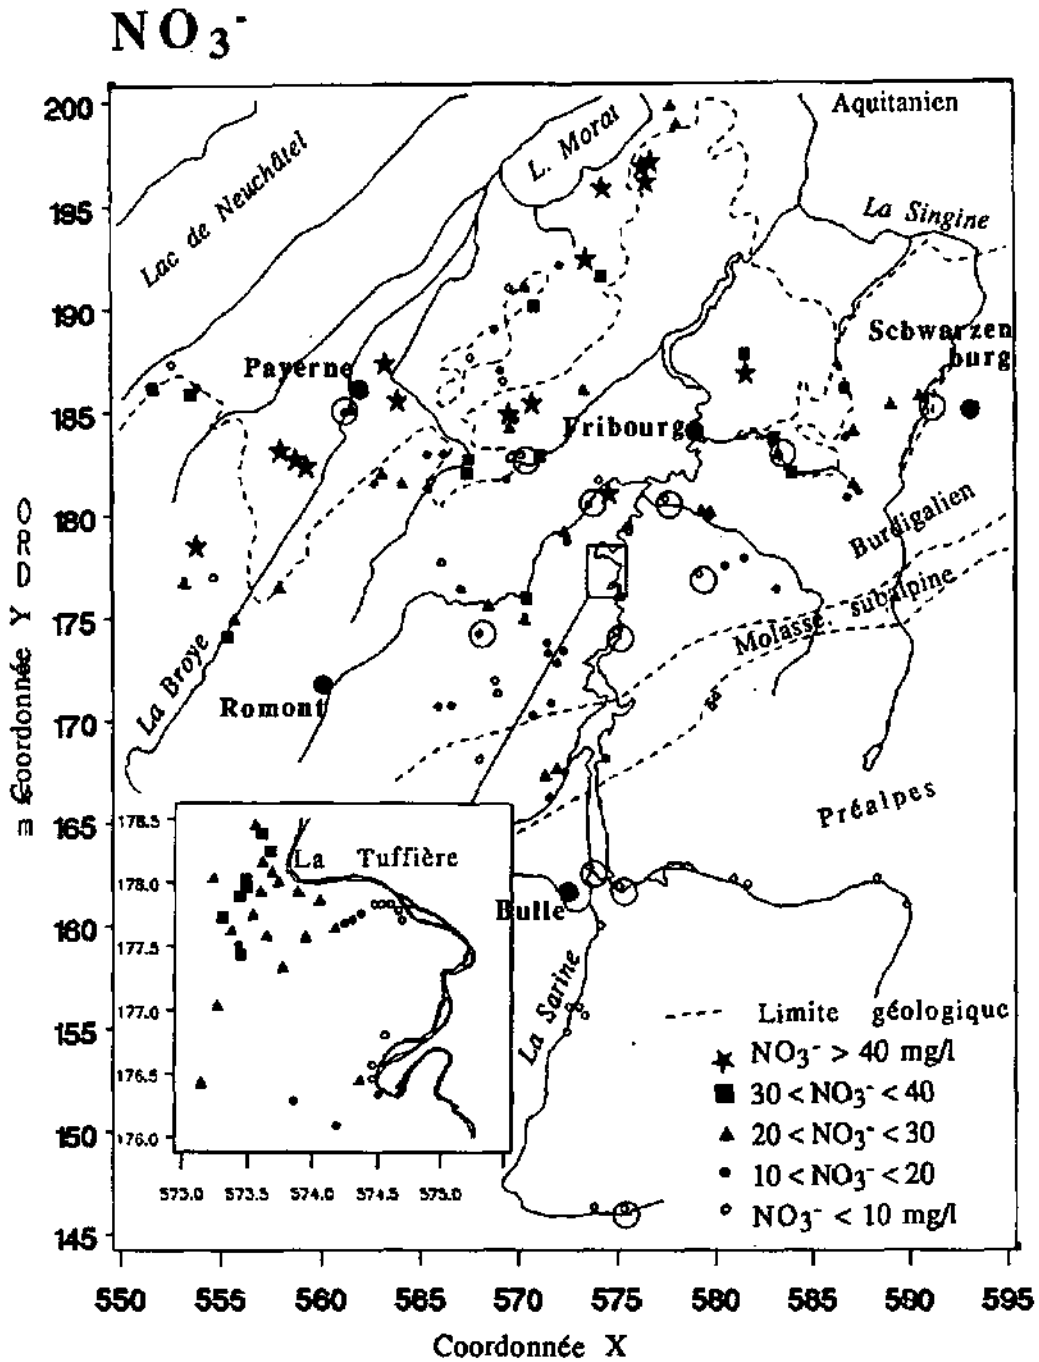 NO₃⁻
Aquitanien
L. Morat
Lac de Neuchâtel
La Singine
Schwarzen
burg
Payerne
Fribourg
Burdigalien
Molasse subalpine
La Broye
Romont
Préalpes
Bulle
La Sarine
La Tuffière
178.5
178.0
177.5
177.0
176.5
176.0
573.0 573.5 574.0 574.5 575.0
Limite géologique
NO₃⁻ > 40 mg/l
30 < NO₃⁻ < 40
20 < NO₃⁻ < 30
10 < NO₃⁻ < 20
NO₃⁻ < 10 mg/l
200
195
190
185
180
175
170
165
160
155
150
145
Coordonnée Y
550 555 560 565 570 575 580 585 590 595
Coordonnée X